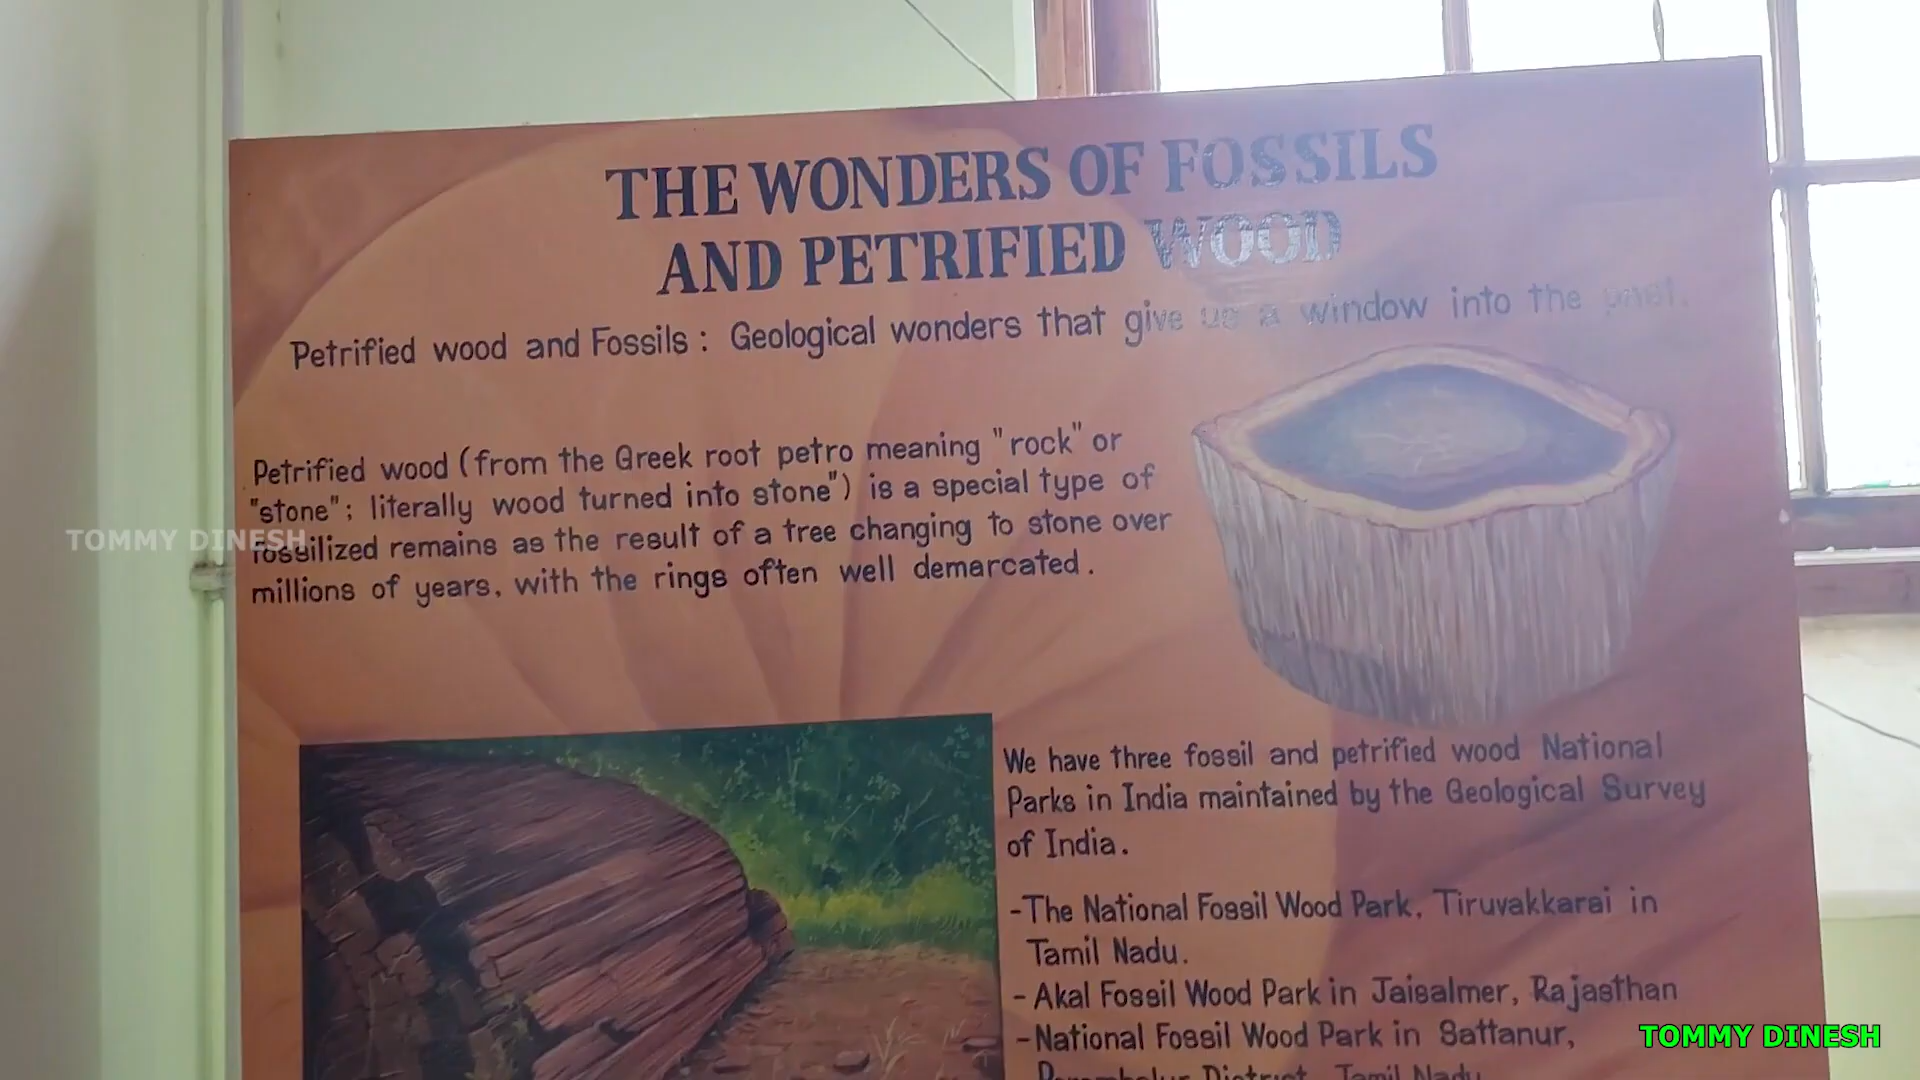 THE WONDERS OF FOSSILS
AND PETRIFIED WOOD
Petrified wood and Fossils : Geological wonders that give us a window into the past.
Petrified wood (from the Greek root petro meaning "rock" or
"stone"; literally wood turned into stone") is a special type of
fossilized remains as the result of a tree changing to stone over
millions of years, with the rings often well demarcated.
We have three fossil and petrified wood National
Parks in India maintained by the Geological Survey
of India.
-The National Fossil Wood Park, Tiruvakkarai in
Tamil Nadu.
- Akal Fossil Wood Park in Jaisalmer, Rajasthan
-National Fossil Wood Park in Sattanur,
Perambalur District, Tamil Nadu
TOMMY DINESH
TOMMY DINESH